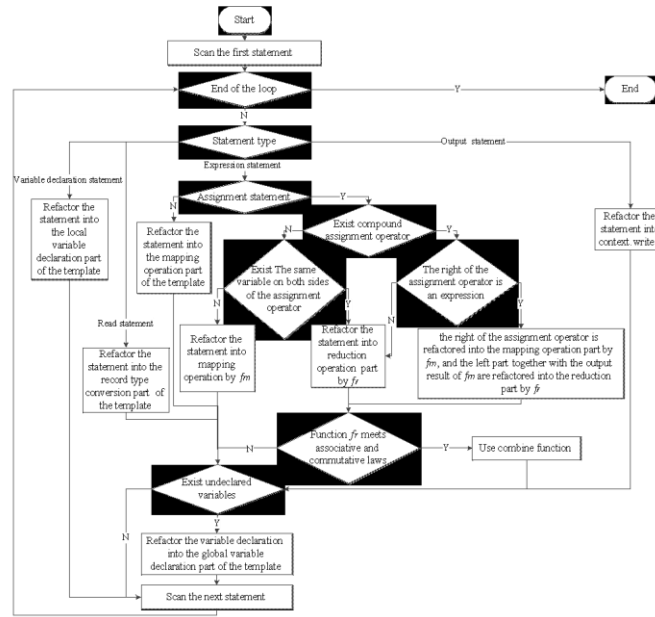 Start
Scan the first statement
End of the loop
Y
End
N
Statement type
Output statement
Expression statement
Variable declaration statement
Assignment statement
N
Y
Refactor the
statement into
the local
variable
declaration part
of the template
Refactor the
statement into
the mapping
operation part of
the template
Exist compound
assignment operator
Refactor the
statement into
context. write
N
Y
Exist The same
variable on both
sides of the
assignment
operator
The right of the
assignment operator is
an expression
N
Y
N
Y
Read statement
Refactor the
statement into the
record type
conversion part of
the template
Refactor the
statement into
mapping
operation by fm
Refactor the
statement into
reduction
operation part
by fr
the right of the assignment operator is
refactored into the mapping operation part by
fm, and the left part together with the output
result of fm are refactored into the reduction
part by fr
Function fr meets
associative and
commutative laws
N
Y
Use combine function
Exist undeclared
variables
N
Y
Refactor the variable declaration
into the global variable
declaration part of the template
Scan the next statement